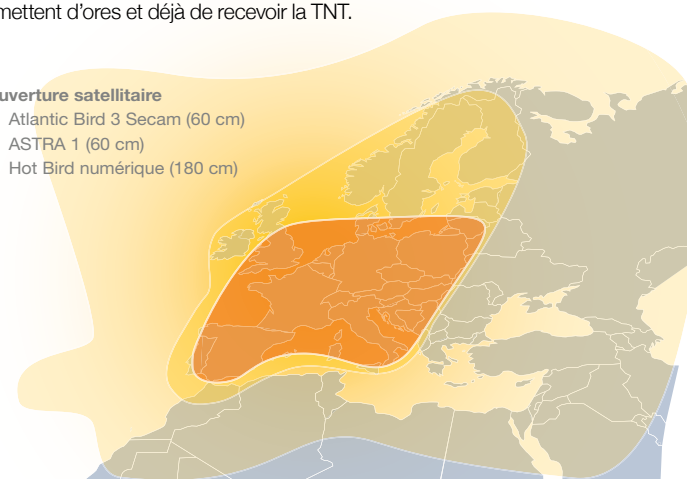 mettent d'ores et déjà de recevoir la TNT.
uverture satellitaire
Atlantic Bird 3 Secam (60 cm)
ASTRA 1 (60 cm)
Hot Bird numérique (180 cm)